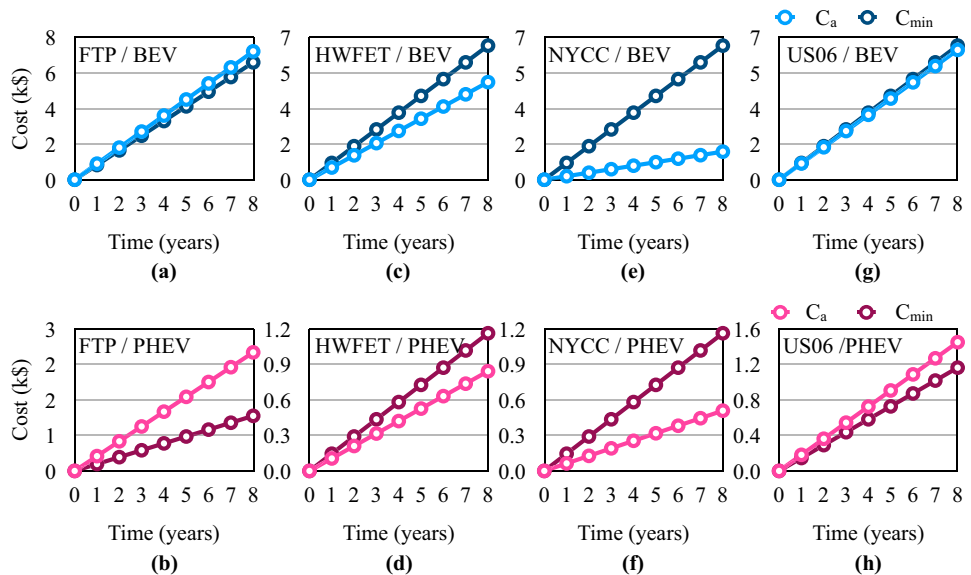 C_a C_min
8
6
4
2
0
Cost (k$)
FTP / BEV
0 1 2 3 4 5 6 7 8
Time (years)
(a)
7
5
4
2
0
HWFET / BEV
0 1 2 3 4 5 6 7 8
Time (years)
(c)
7
5
4
2
0
NYCC / BEV
0 1 2 3 4 5 6 7 8
Time (years)
(e)
7
5
4
2
0
US06 / BEV
0 1 2 3 4 5 6 7 8
Time (years)
(g)
C_a C_min
3
2
2
1
0
Cost (k$)
FTP / PHEV
0 1 2 3 4 5 6 7 8
Time (years)
(b)
1.2
0.9
0.6
0.3
0.0
HWFET / PHEV
0 1 2 3 4 5 6 7 8
Time (years)
(d)
1.2
0.9
0.6
0.3
0.0
NYCC / PHEV
0 1 2 3 4 5 6 7 8
Time (years)
(f)
1.6
1.2
0.8
0.4
0.0
US06 /PHEV
0 1 2 3 4 5 6 7 8
Time (years)
(h)